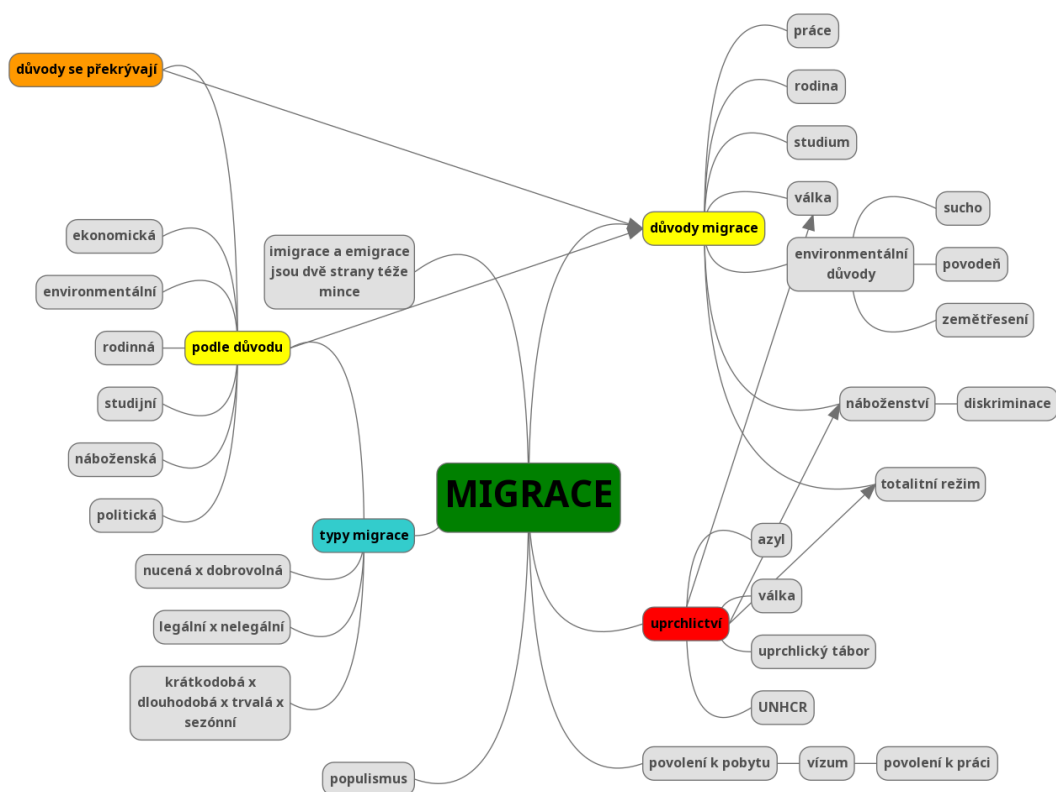 MIGRACE
důvody migrace
práce
rodina
studium
válka
environmentální
důvody
sucho
povodeň
zemětřesení
náboženství
diskriminace
totalitní režim
uprchlictví
azyl
válka
uprchlický tábor
UNHCR
povolení k pobytu
vízum
povolení k práci
imigrace a emigrace
jsou dvě strany téže
mince
typy migrace
podle důvodu
důvody se překrývají
ekonomická
environmentální
rodinná
studijní
náboženská
politická
nucená x dobrovolná
legální x nelegální
krátkodobá x
dlouhodobá x trvalá x
sezónní
populismus